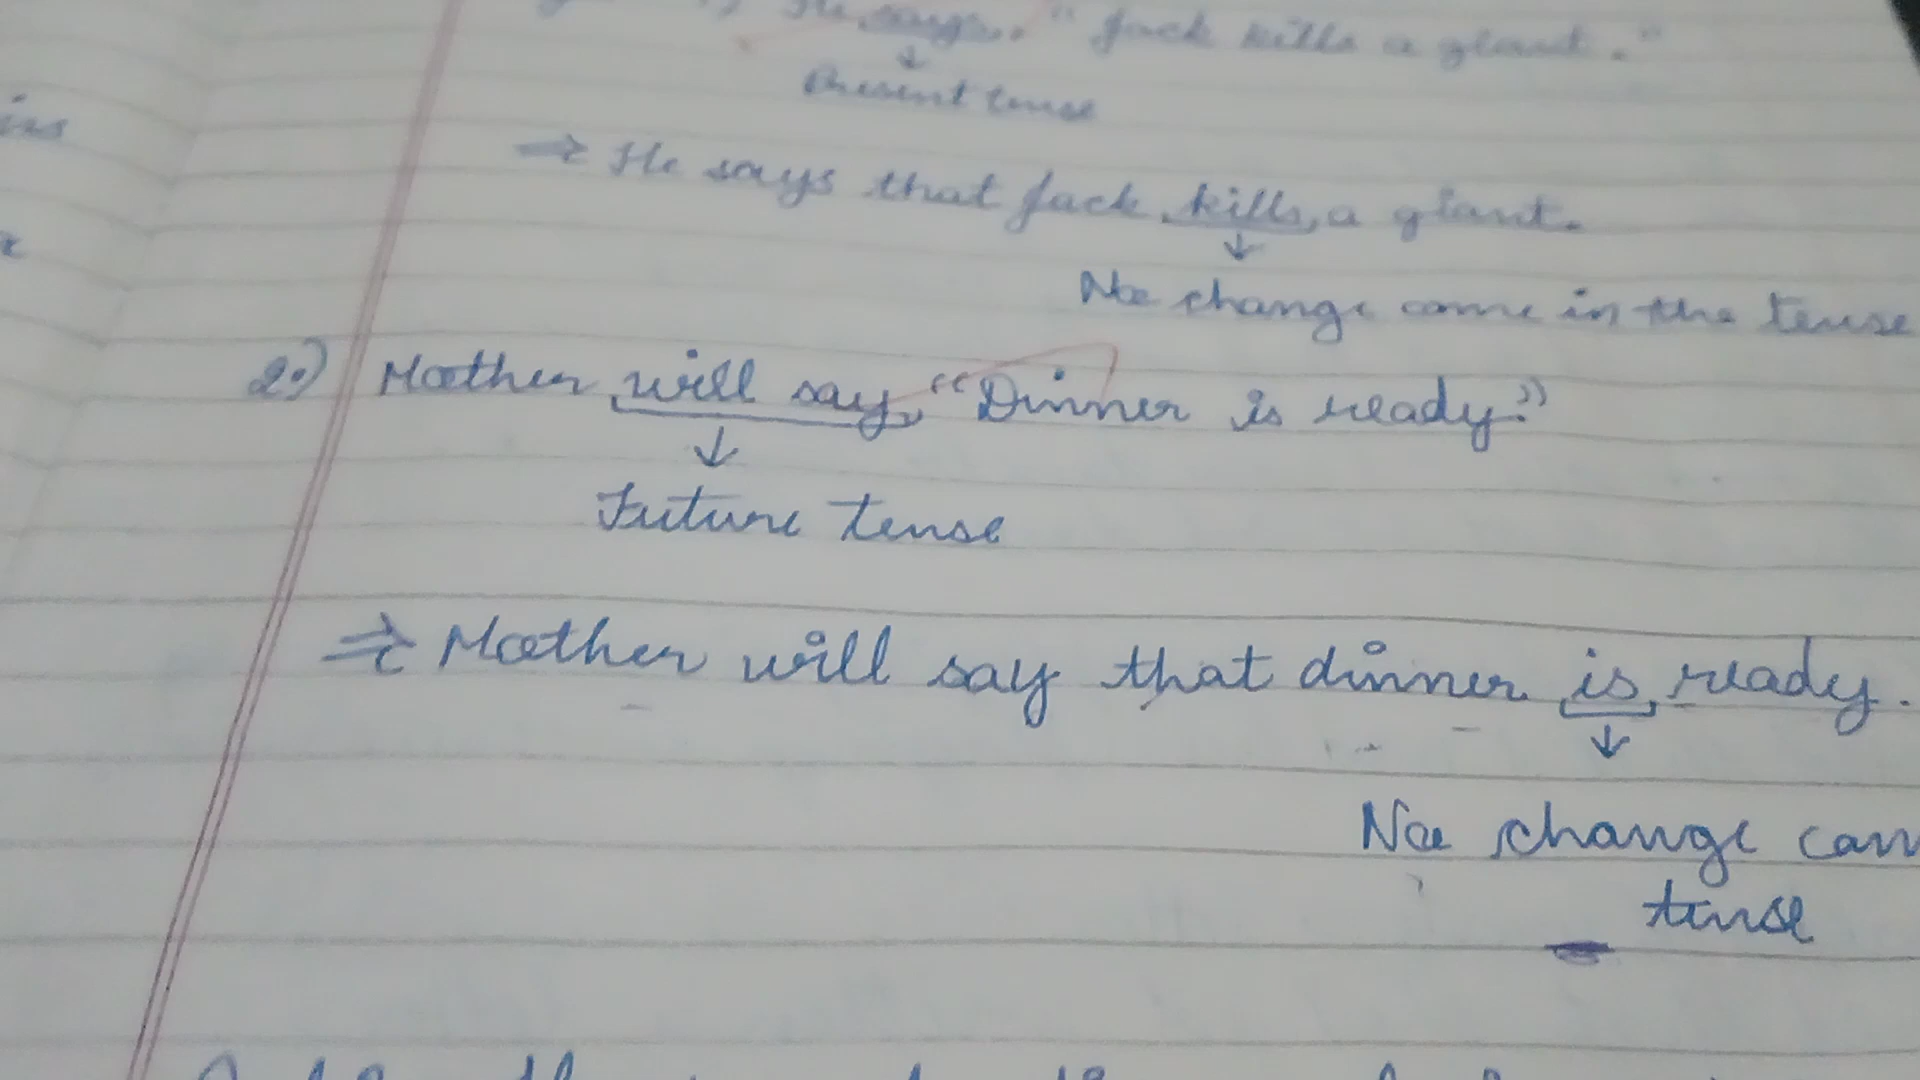 ins
He says, "Jack kills a giant."
↓
Present tense
⇒ He says that Jack kills a giant.
↓
No change come in the tense
2.) Mother will say, "Dinner is ready."
↓
Future tense
⇒ Mother will say that dinner is ready.
↓
No change
tense